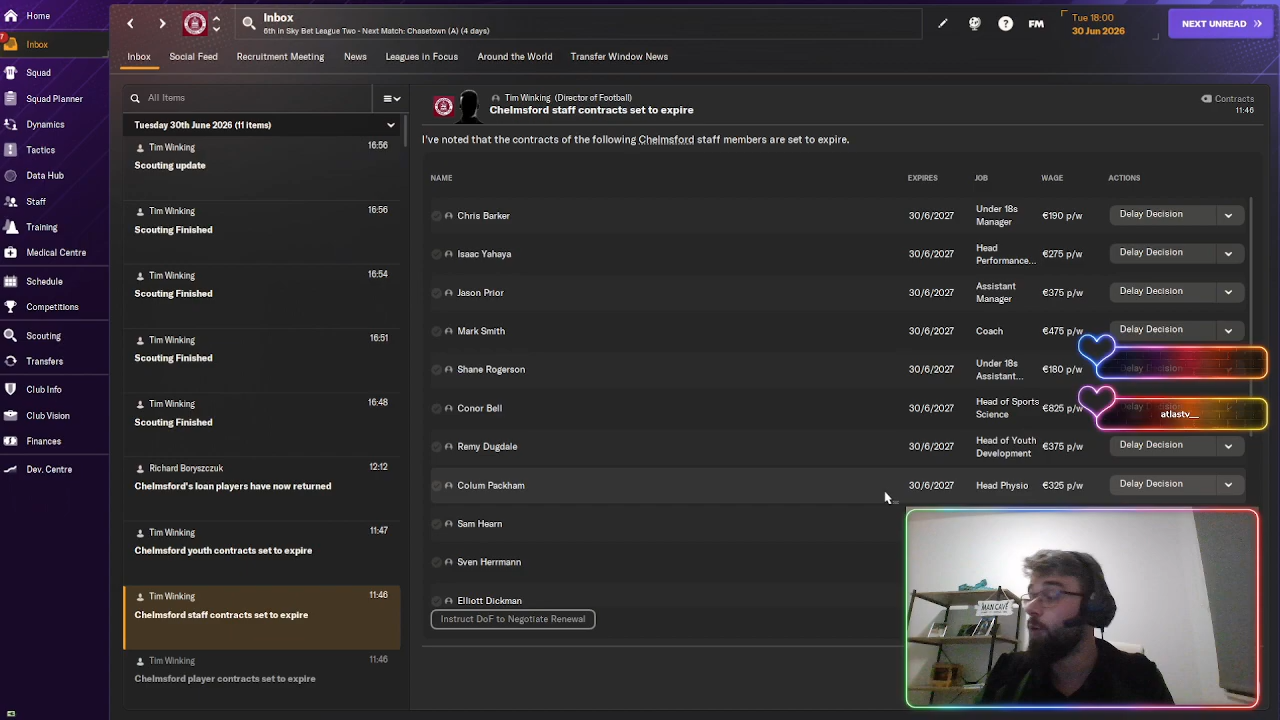 Home
Inbox
6th in Sky Bet League Two - Next Match: Chasetown (A) (4 days)
FM
Tue 18:00
30 Jun 2026
NEXT UNREAD
7
Inbox
Squad
Squad Planner
Dynamics
Tactics
Data Hub
Staff
Training
Medical Centre
Schedule
Competitions
Scouting
Transfers
Club Info
Club Vision
Finances
Dev. Centre
Inbox
Social Feed
Recruitment Meeting
News
Leagues in Focus
Around the World
Transfer Window News
All Items
Tuesday 30th June 2026 (11 items)
Tim Winking 16:56
Scouting update
Tim Winking 16:56
Scouting Finished
Tim Winking 16:54
Scouting Finished
Tim Winking 16:51
Scouting Finished
Tim Winking 16:48
Scouting Finished
Richard Boryszczuk 12:12
Chelmsford's loan players have now returned
Tim Winking 11:47
Chelmsford youth contracts set to expire
Tim Winking 11:46
Chelmsford staff contracts set to expire
Tim Winking 11:46
Chelmsford player contracts set to expire
Tim Winking (Director of Football)
Chelmsford staff contracts set to expire
Contracts
11:46
I've noted that the contracts of the following Chelmsford staff members are set to expire.
NAME EXPIRES JOB WAGE ACTIONS
Chris Barker 30/6/2027 Under 18s Manager €190 p/w Delay Decision
Isaac Yahaya 30/6/2027 Head Performance... €275 p/w Delay Decision
Jason Prior 30/6/2027 Assistant Manager €375 p/w Delay Decision
Mark Smith 30/6/2027 Coach €475 p/w Delay Decision
Shane Rogerson 30/6/2027 Under 18s Assistant... €180 p/w Delay Decision
Conor Bell 30/6/2027 Head of Sports Science €825 p/w
atlastv__
Remy Dugdale 30/6/2027 Head of Youth Development €375 p/w Delay Decision
Colum Packham 30/6/2027 Head Physio €325 p/w Delay Decision
Sam Hearn
Sven Herrmann
Elliott Dickman
Instruct DoF to Negotiate Renewal
MAN CAVE